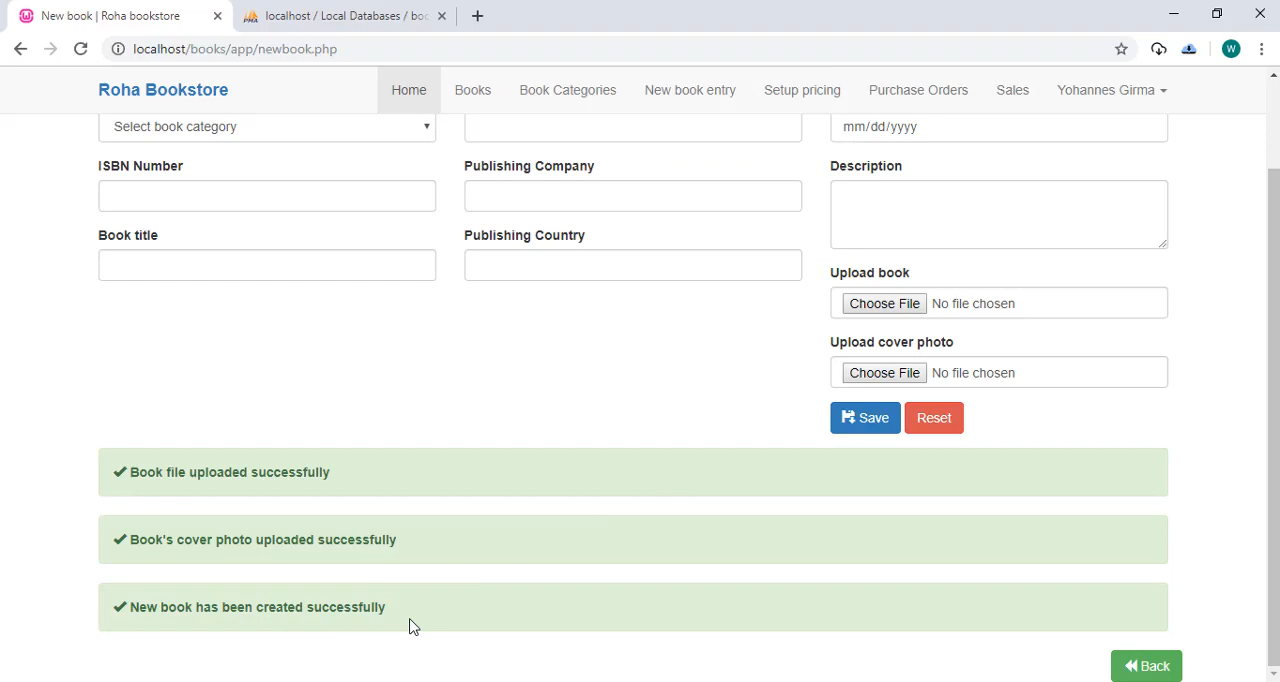 New book | Roha bookstore
localhost / Local Databases / boo
localhost/books/app/newbook.php
W
Roha Bookstore
Home
Books
Book Categories
New book entry
Setup pricing
Purchase Orders
Sales
Yohannes Girma
Select book category
mm/dd/yyyy
ISBN Number
Publishing Company
Description
Book title
Publishing Country
Upload book
Choose File No file chosen
Upload cover photo
Choose File No file chosen
Save
Reset
Book file uploaded successfully
Book's cover photo uploaded successfully
New book has been created successfully
Back